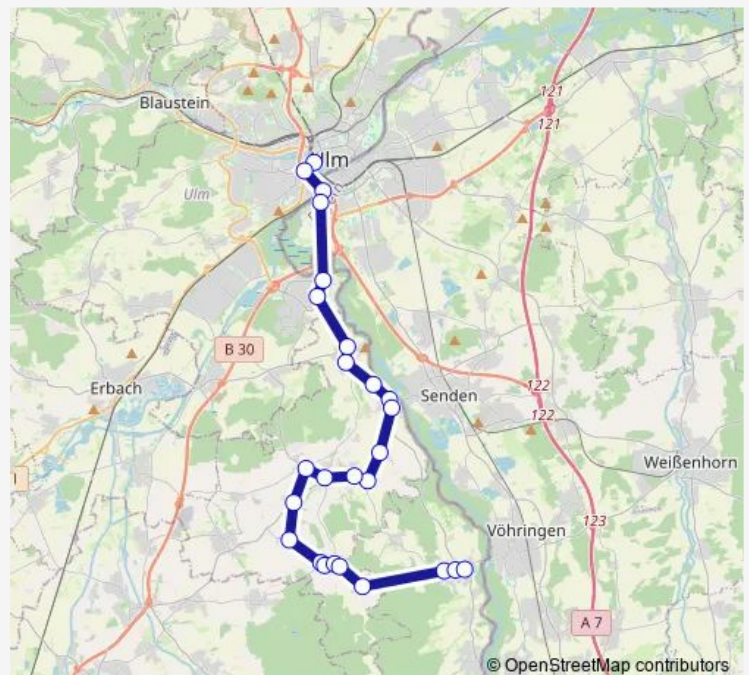 121
121
Blaustein
Ulm
Ulm
B 30
122
Erbach
Senden
122
Weißenhorn
123
Vöhringen
A 7
© OpenStreetMap contributors